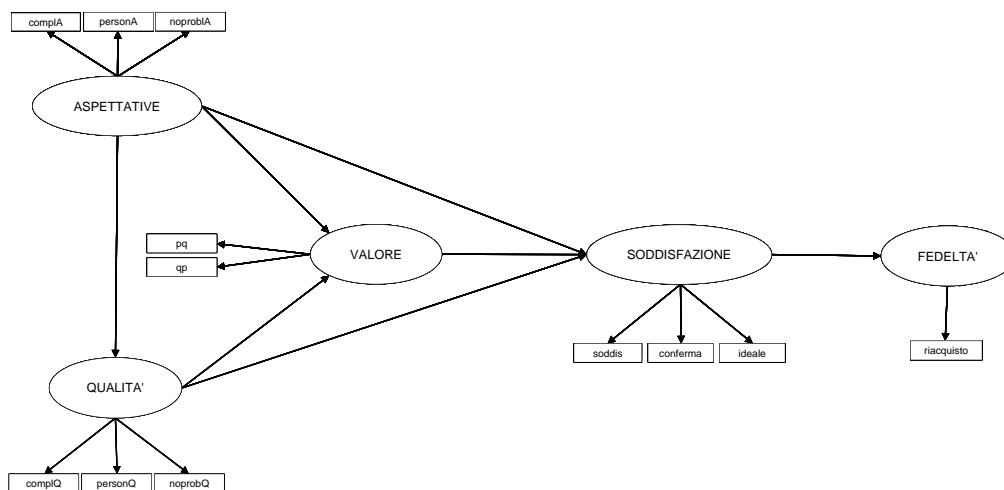 complA
personA
noproblA
ASPETTATIVE
pq
qp
VALORE
SODDISFAZIONE
FEDELTA'
soddis
conferma
ideale
riacquisto
QUALITA'
complQ
personQ
noprobQ